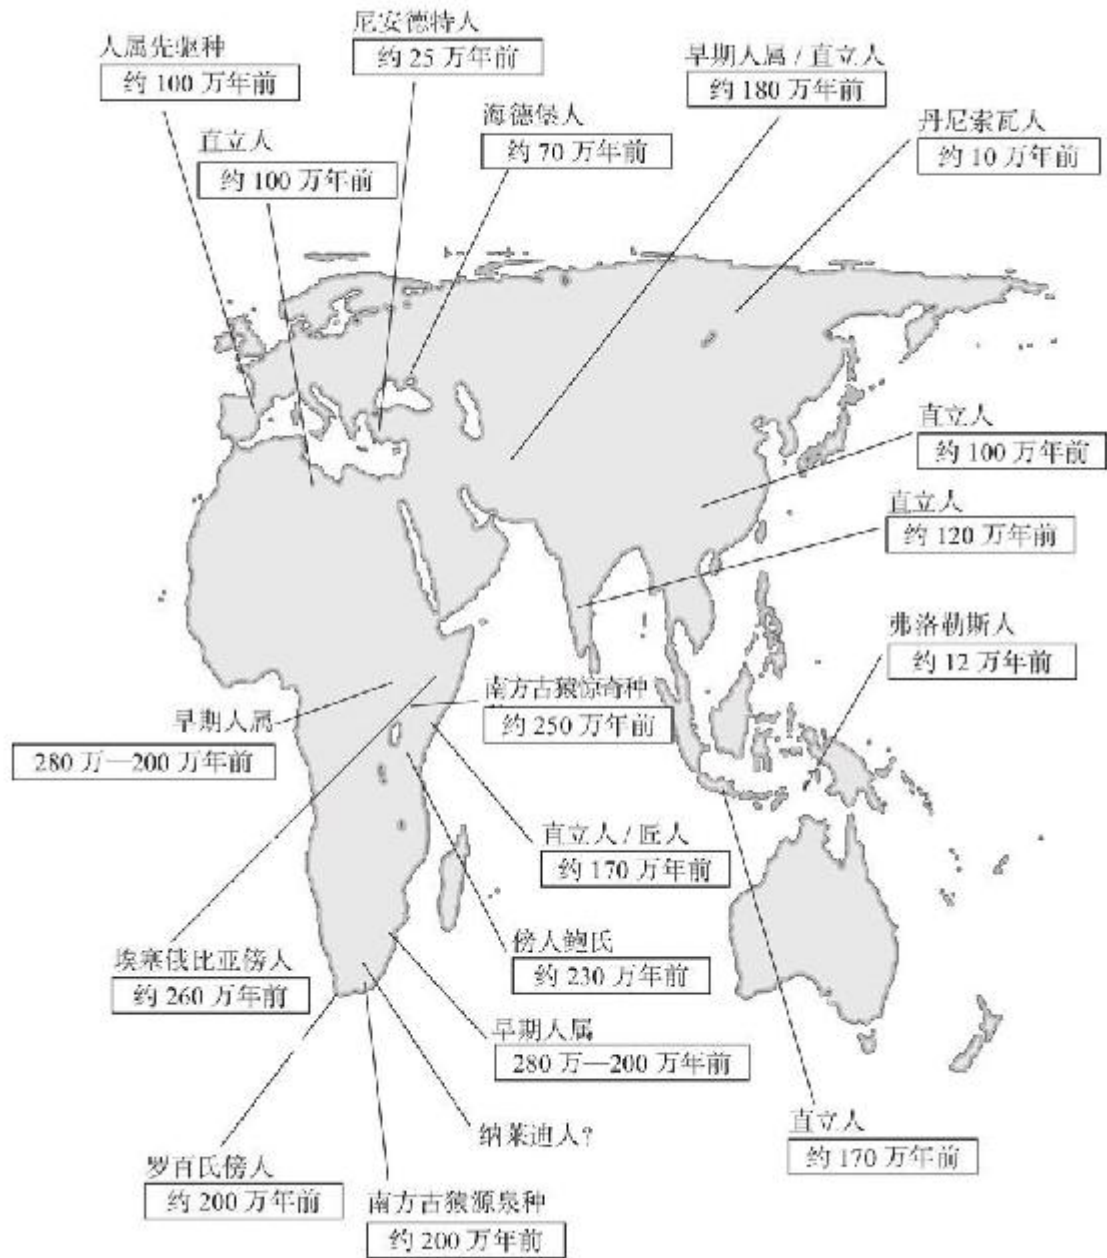 尼安德特人
约 25 万年前
人属先驱种
约 100 万年前
早期人属 / 直立人
约 180 万年前
海德堡人
约 70 万年前
丹尼索瓦人
约 10 万年前
直立人
约 100 万年前
直立人
约 100 万年前
直立人
约 120 万年前
弗洛勒斯人
约 12 万年前
南方古猿惊奇种
约 250 万年前
早期人属
280 万—200 万年前
直立人 / 匠人
约 170 万年前
傍人鲍氏
约 230 万年前
埃塞俄比亚傍人
约 260 万年前
早期人属
280 万—200 万年前
纳莱迪人?
直立人
约 170 万年前
罗百氏傍人
约 200 万年前
南方古猿源泉种
约 200 万年前